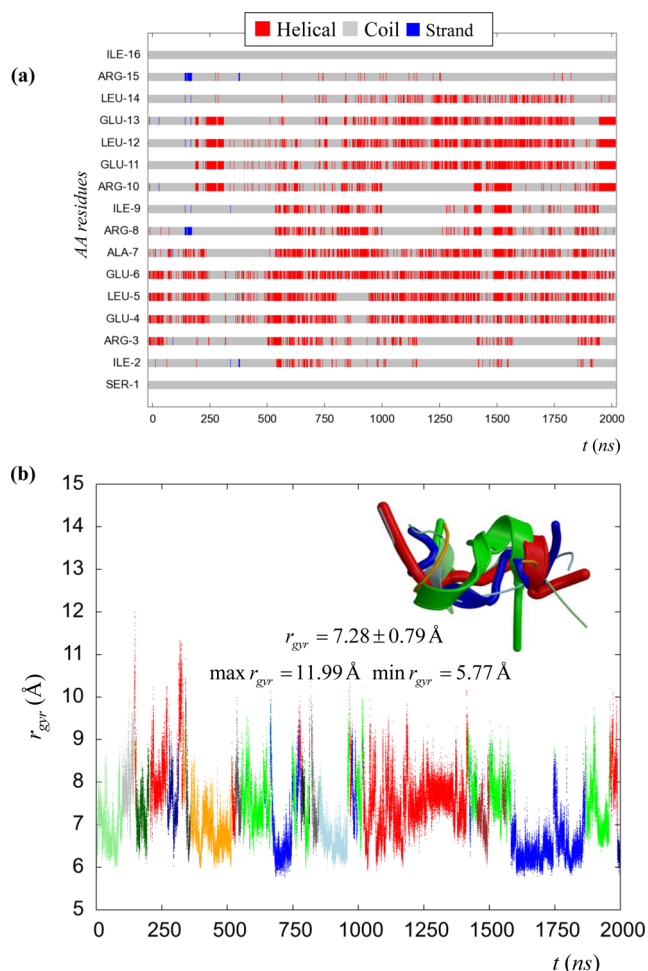 Helical Coil Strand
(a)
ILE-16
ARG-15
LEU-14
GLU-13
LEU-12
GLU-11
ARG-10
ILE-9
ARG-8
ALA-7
GLU-6
LEU-5
GLU-4
ARG-3
ILE-2
SER-1
AA residues
0 250 500 750 1000 1250 1500 1750 2000
t (ns)
(b)
15
14
13
12
11
10
9
8
7
6
5
r_gyr (Å)
r_gyr = 7.28 ± 0.79 Å
max r_gyr = 11.99 Å min r_gyr = 5.77 Å
0 250 500 750 1000 1250 1500 1750 2000
t (ns)